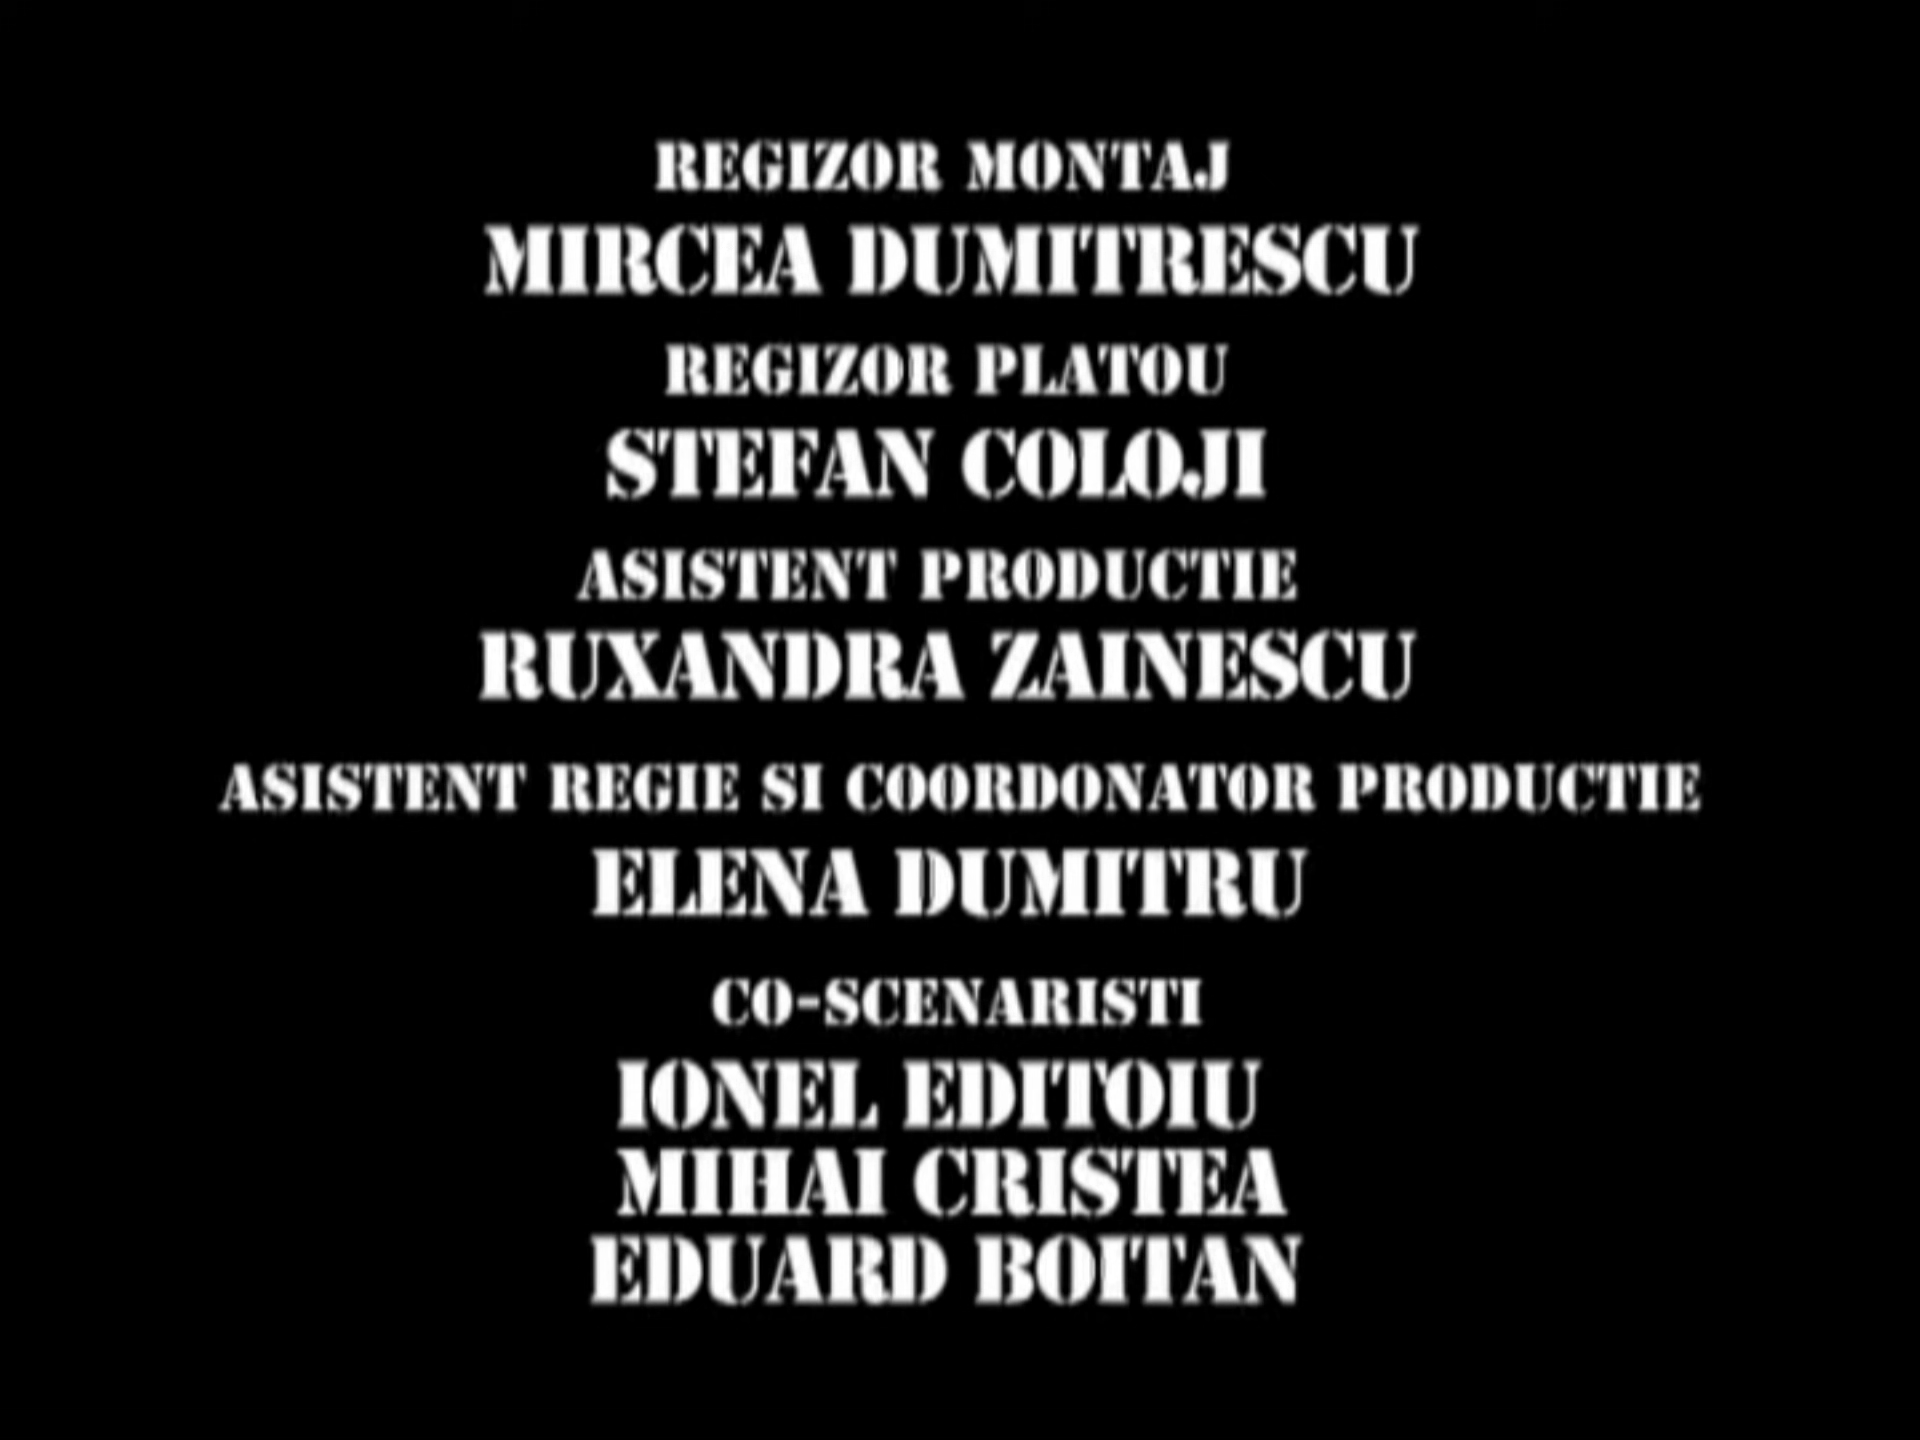 REGIZOR MONTAJ
MIRCEA DUMITRESCU
REGIZOR PLATOU
STEFAN COLOJI
ASISTENT PRODUCTIE
RUXANDRA ZAINESCU
ASISTENT REGIE SI COORDONATOR PRODUCTIE
ELENA DUMITRU
CO-SCENARISTI
IONEL EDITOIU
MIHAI CRISTEA
EDUARD BOITAN